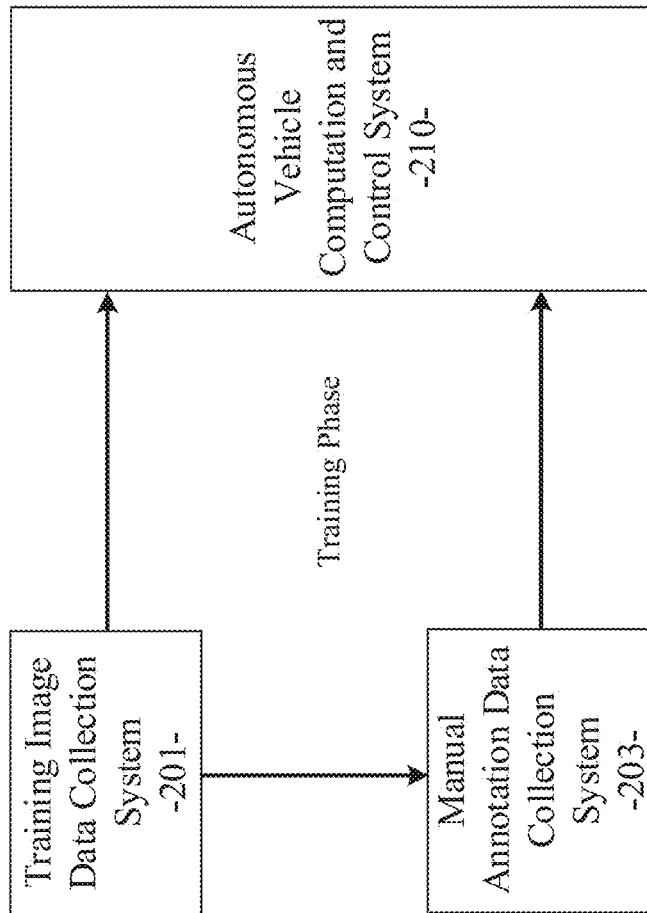 Training Image
Data Collection
System
-201-
Manual
Annotation Data
Collection
System
-203-
Training Phase
Autonomous
Vehicle
Computation and
Control System
-210-